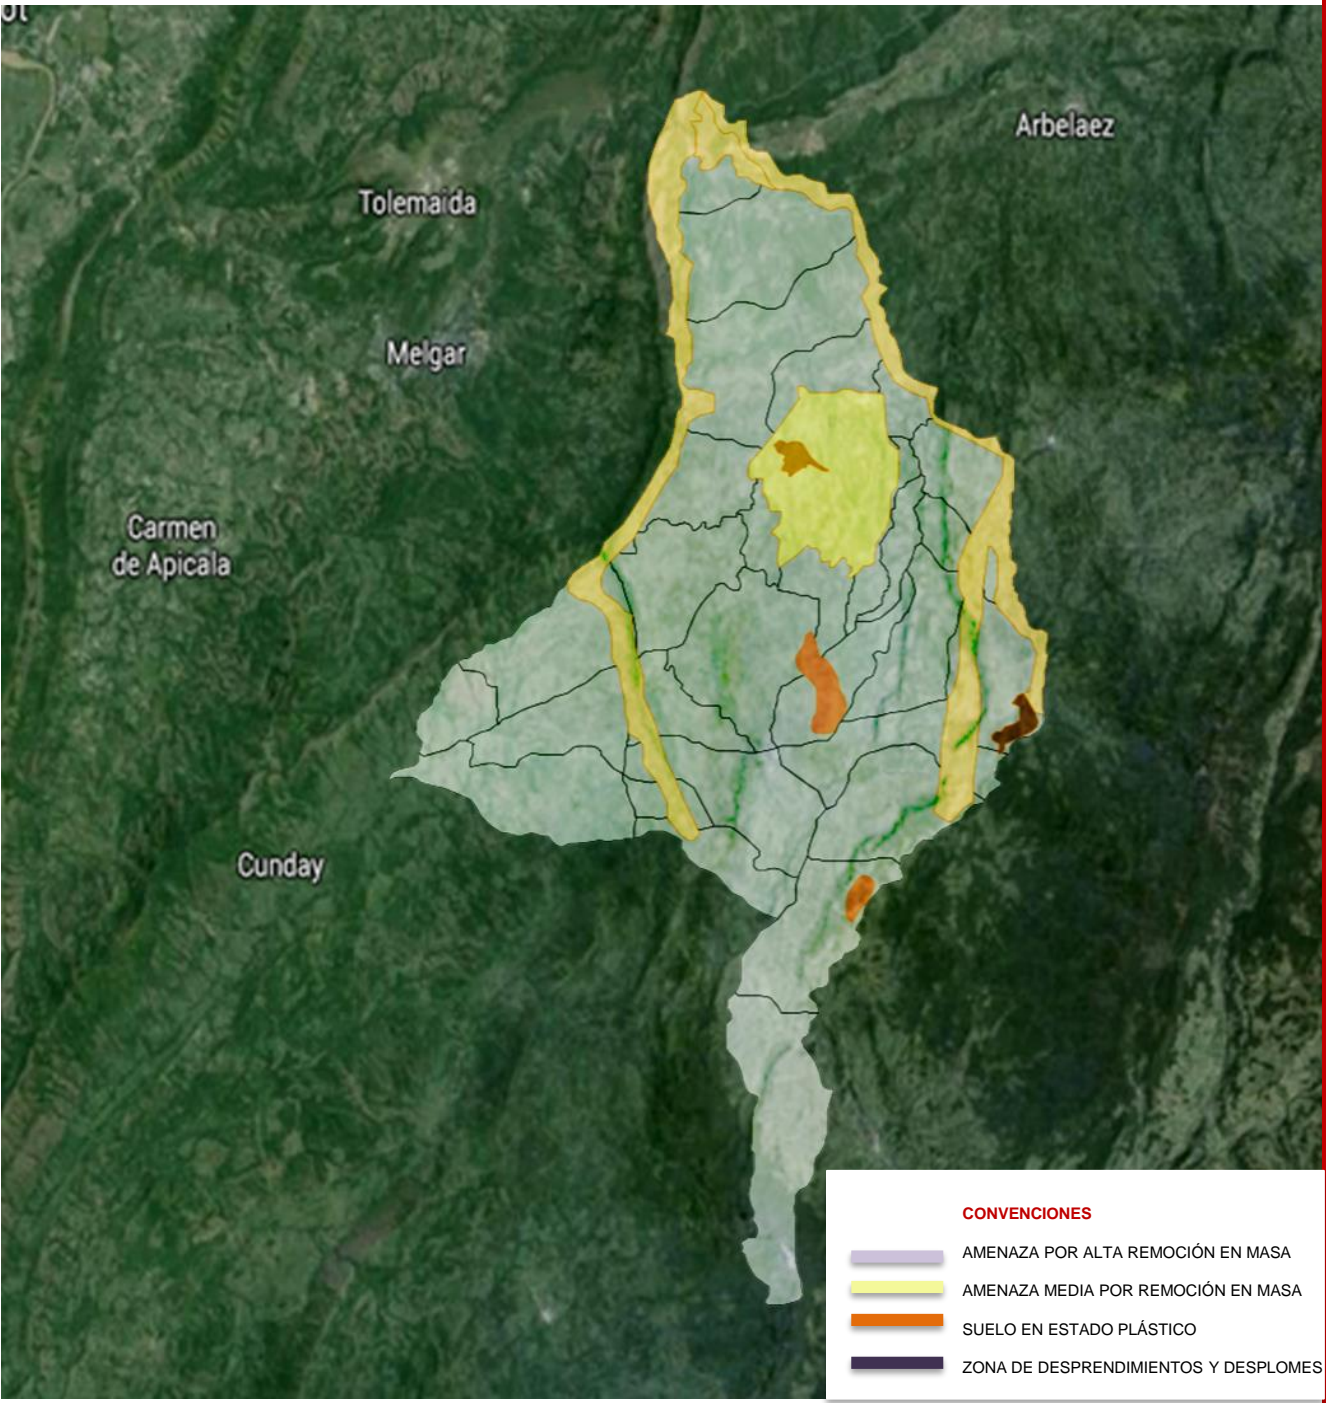 Arbelaez
Tolemaida
Melgar
Carmen
de Apicala
Cunday
CONVENCIONES
AMENAZA POR ALTA REMOCIÓN EN MASA
AMENAZA MEDIA POR REMOCIÓN EN MASA
SUELO EN ESTADO PLÁSTICO
ZONA DE DESPRENDIMIENTOS Y DESPLOMES